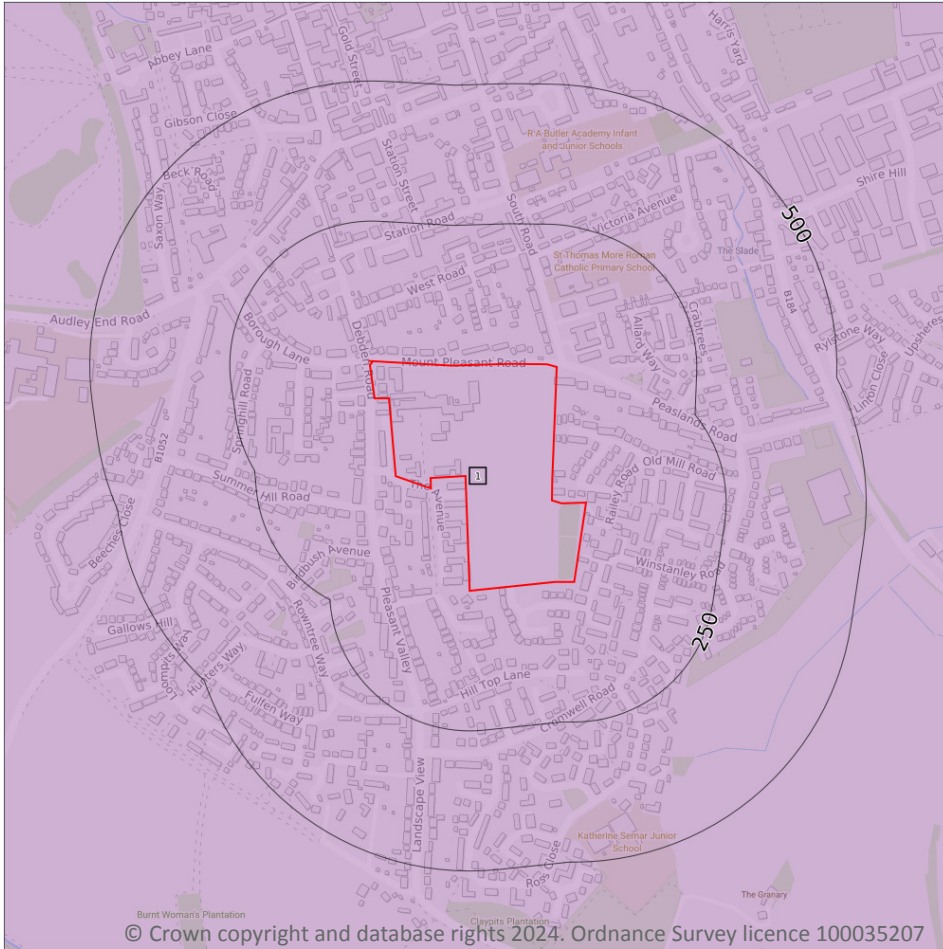 Abbey Lane
Gold Street
Harris Yard
Gibson Close
R A Butler Academy Infant
and Junior Schools
Station Street
Beck Road
Saxon Way
Shire Hill
South Road
Victoria Avenue
Station Road
500
The Slade
St Thomas More Roman
Catholic Primary School
West Road
B184
Audley End Road
Borough Lane
Debden Road
Allaro Way
Crabtrees
Rylstone Way
Mount Pleasant Road
Linton Close
Springhill Road
Peaslands Road
B1052
Old Mill Road
1
Summer Hill Road
The Avenue
Railey Road
Beeches Close
Birdbush Avenue
Winstanley Road
Rowntree Way
Pleasant Valley
250
Gallows Hill
Hunters Way
Hill Top Lane
Fulfen Way
Cromwell Road
Landscape View
Katherine Semar Junior
School
Ross Close
The Granary
Burnt Woman's Plantation
Claypits Plantation
© Crown copyright and database rights 2024. Ordnance Survey licence 100035207